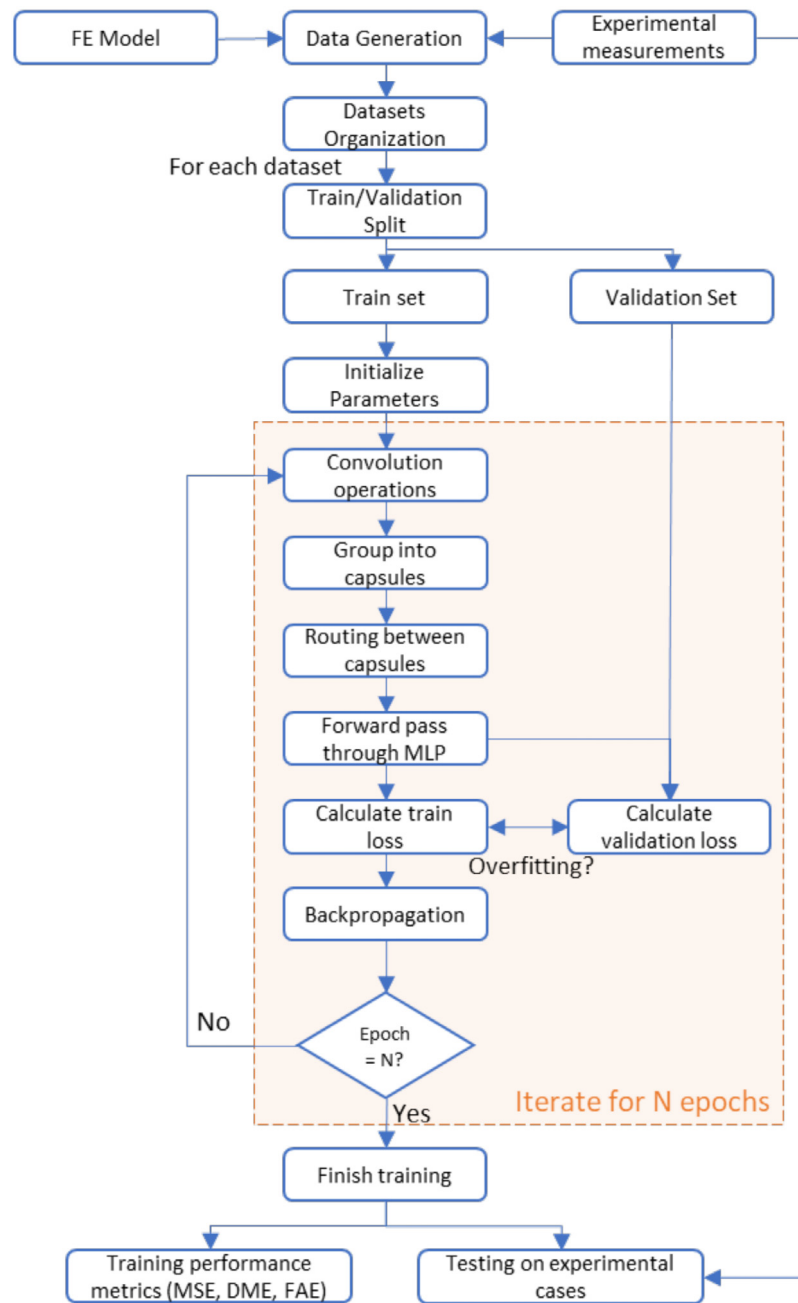 FE Model
Data Generation
Experimental
measurements
Datasets
Organization
For each dataset
Train/Validation
Split
Train set
Validation Set
Initialize
Parameters
Convolution
operations
Group into
capsules
Routing between
capsules
Forward pass
through MLP
Calculate train
loss
Calculate
validation loss
Overfitting?
Backpropagation
No
Epoch
= N?
Iterate for N epochs
Yes
Finish training
Training performance
metrics (MSE, DME, FAE)
Testing on experimental
cases